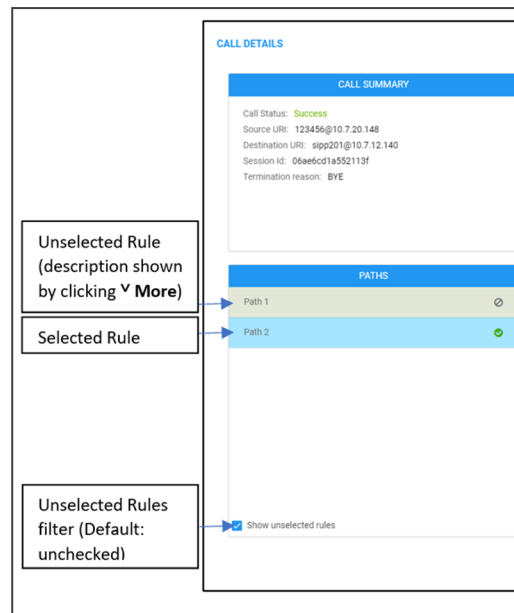 CALL DETAILS
CALL SUMMARY
Call Status: Success
Source URI: 123456@10.7.20.148
Destination URI: sipp201@10.7.12.140
Session Id: 06ae6cd1a552113f
Termination reason: BYE
Unselected Rule
(description shown
by clicking ˅ More)
PATHS
Path 1
Selected Rule
Path 2
Unselected Rules
filter (Default:
unchecked)
Show unselected rules